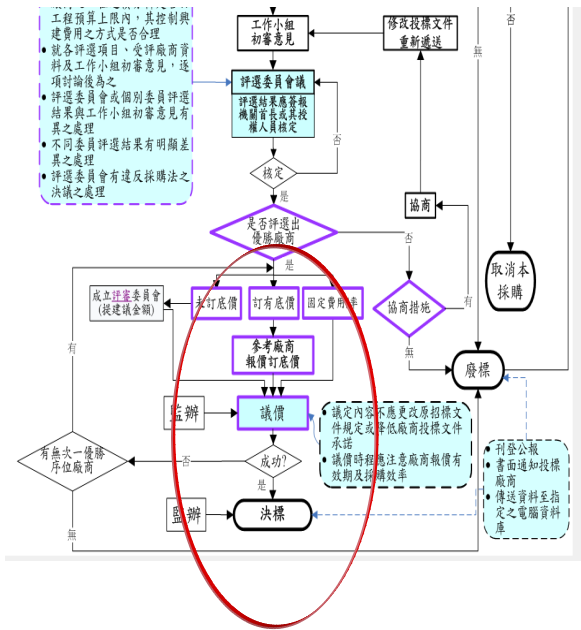 工程預算上限內，其控制興
建費用之方式是否合理
就各評選項目、受評廠商資
料及工作小組初審意見，逐
項討論後為之
評選委員會或個別委員評選
結果與工作小組初審意見有
異之處理
不同委員評選結果有明顯差
異之處理
評選委員會有違反採購法之
決議之處理
工作小組
初審意見
修改投標文件
重新遞送
否
無
評選委員會議
評選結果應簽報
機關首長或其授
權人員核定
否
核定
是
協商
是否評選出
優勝廠商
否
是
取消本
採購
成立評審委員會
(提建議金額)
未訂底價
訂有底價
固定費用率
協商措施
有
無
有
參考廠商
報價訂底價
廢標
監辦
議價
議定內容不應更改原招標文
件規定或降低廠商投標文件
承諾
議價時程應注意廠商報價有
效期及採購效率
刊登公報
書面通知投標
廠商
傳送資料至指
定之電腦資料
庫
有無次一優勝
序位廠商
否
成功?
是
監辦
決標
無